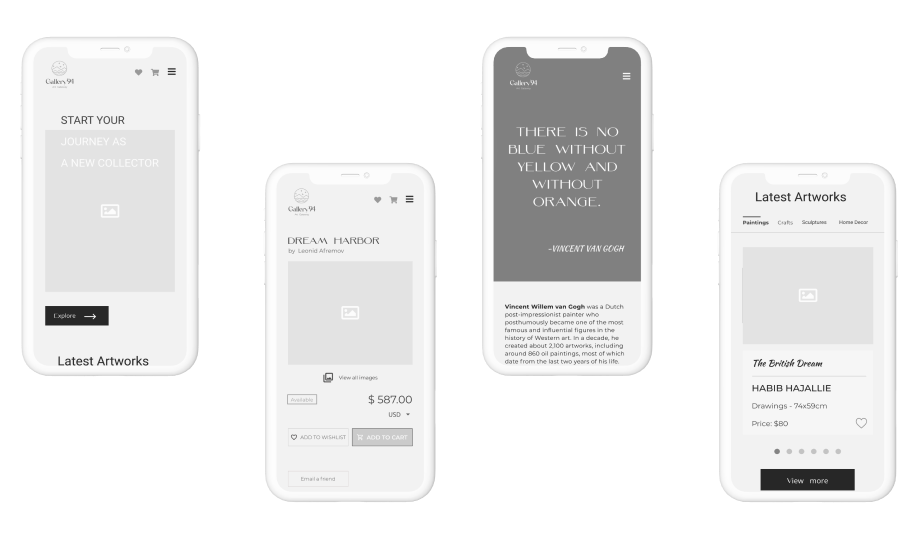 Gallery 94
START YOUR
JOURNEY AS
A NEW COLLECTOR
Explore
Latest Artworks
Gallery 94
DREAM HARBOR
by Leonid Afremov
View all images
Available
$ 587.00
USD
ADD TO WISHLIST
ADD TO CART
Email a friend
Gallery 94
THERE IS NO
BLUE WITHOUT
YELLOW AND
WITHOUT
ORANGE.
-VINCENT VAN GOGH
Vincent Willem van Gogh was a Dutch
post-impressionist painter who
posthumously became one of the most
famous and influential figures in the
history of Western art. In a decade, he
created about 2,100 artworks, including
around 860 oil paintings, most of which
date from the last two years of his life.
Latest Artworks
Paintings Crafts Sculptures Home Decor
The British Dream
HABIB HAJALLIE
Drawings - 74x59cm
Price: $80
View more